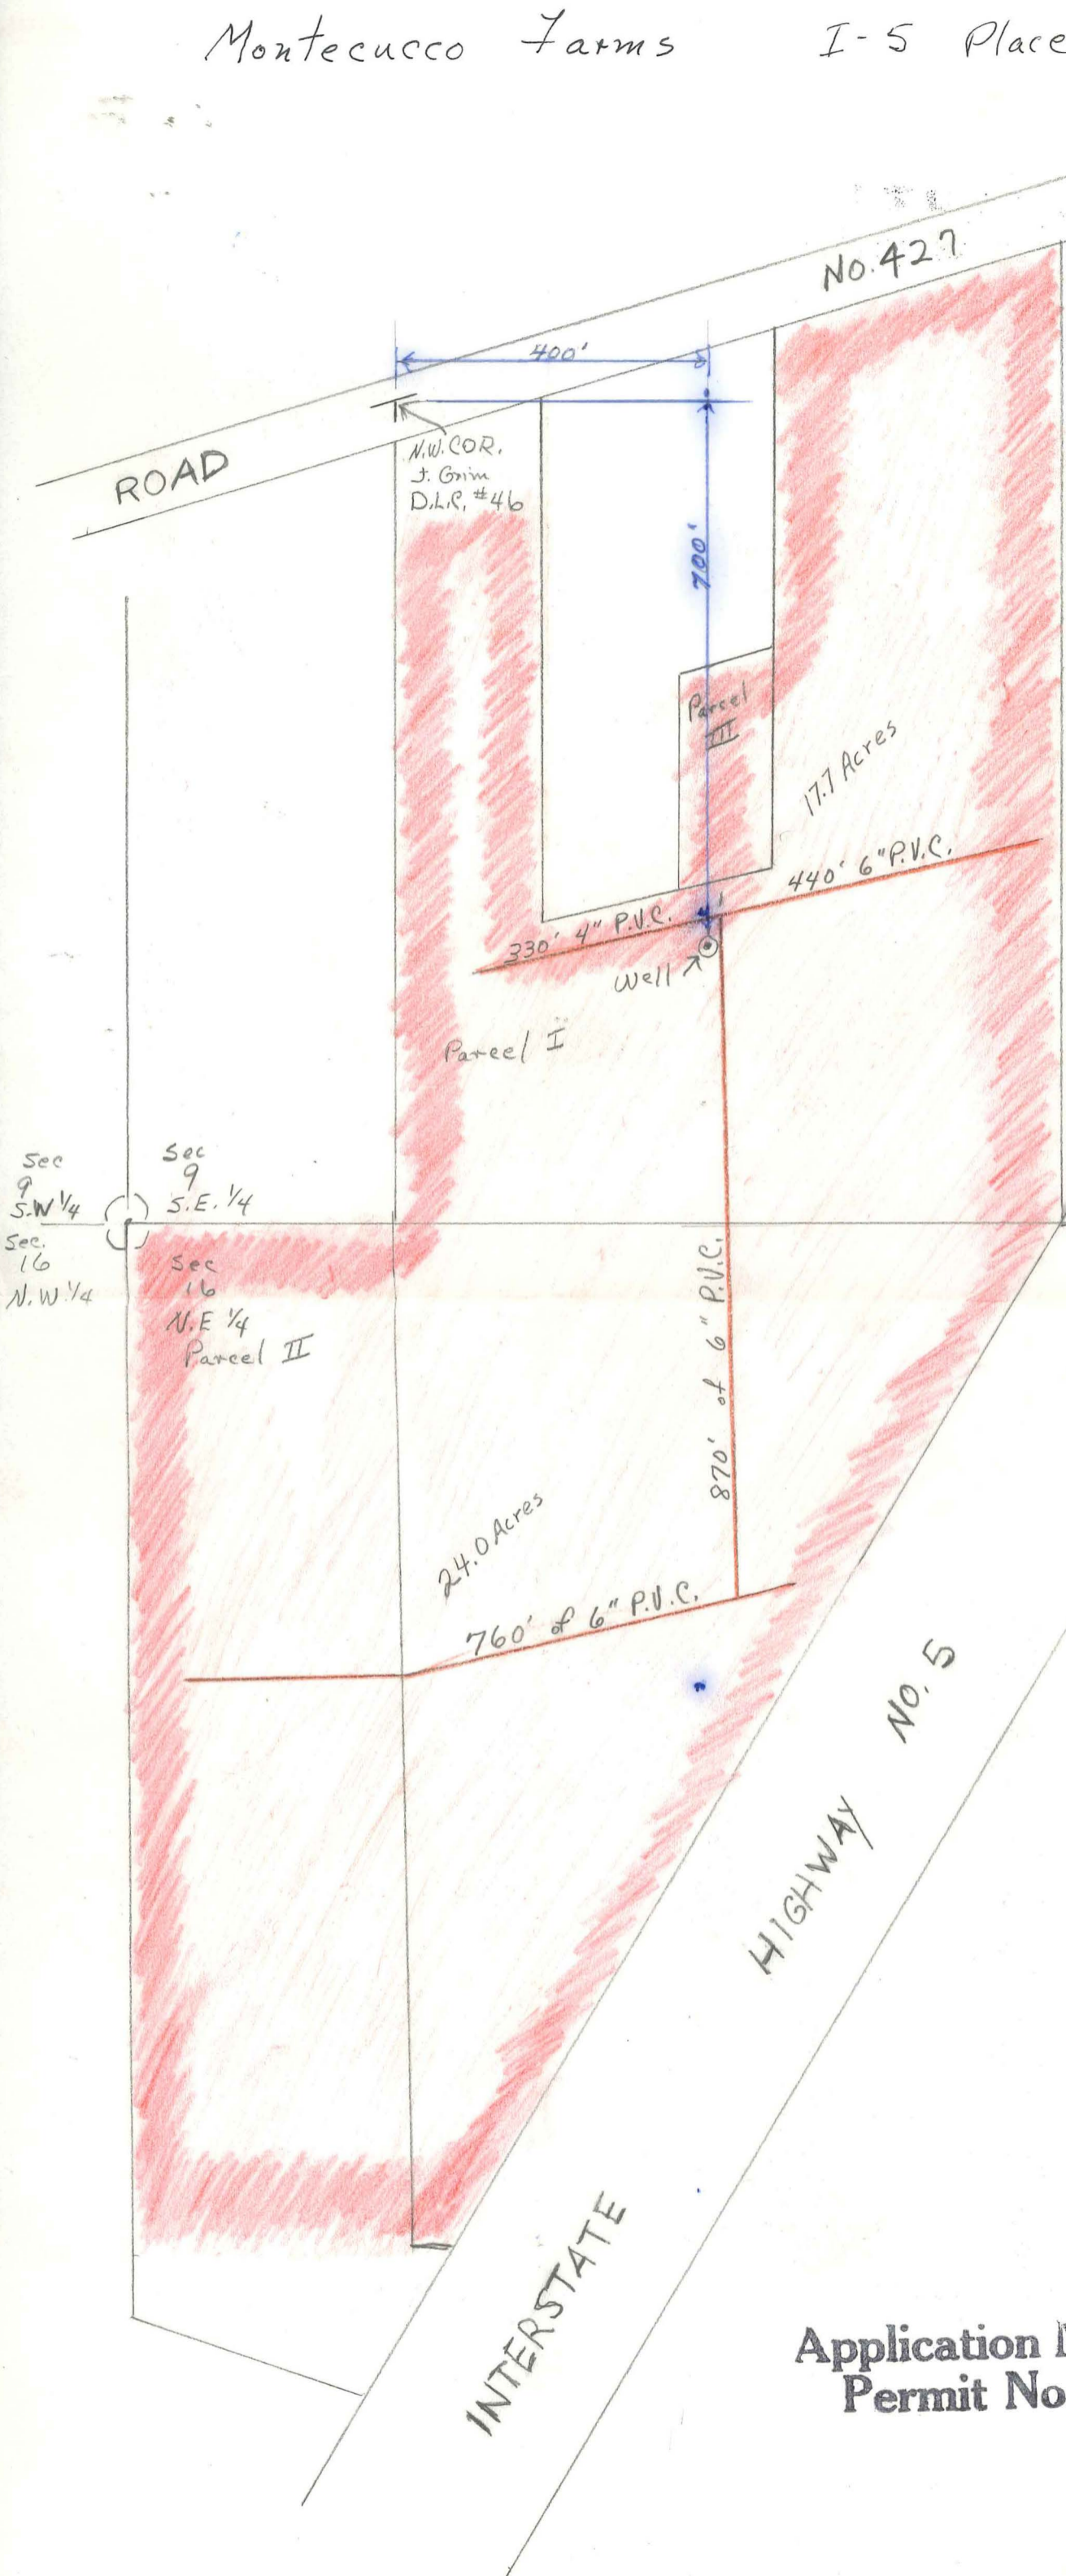 Montecucco Farms I-5 Place
No. 427
400'
ROAD
N.W. COR.
J. Grim
D.L.C. #46
700'
Parcel
III
17.7 Acres
440' 6" P.V.C.
330' 4" P.V.C.
Well
Parcel I
Sec
9
S.W 1/4
Sec
9
S.E. 1/4
Sec.
16
N.W. 1/4
Sec
16
N.E 1/4
Parcel II
870' of 6" P.V.C.
24.0 Acres
760' of 6" P.V.C.
INTERSTATE HIGHWAY NO. 5
Application
Permit No